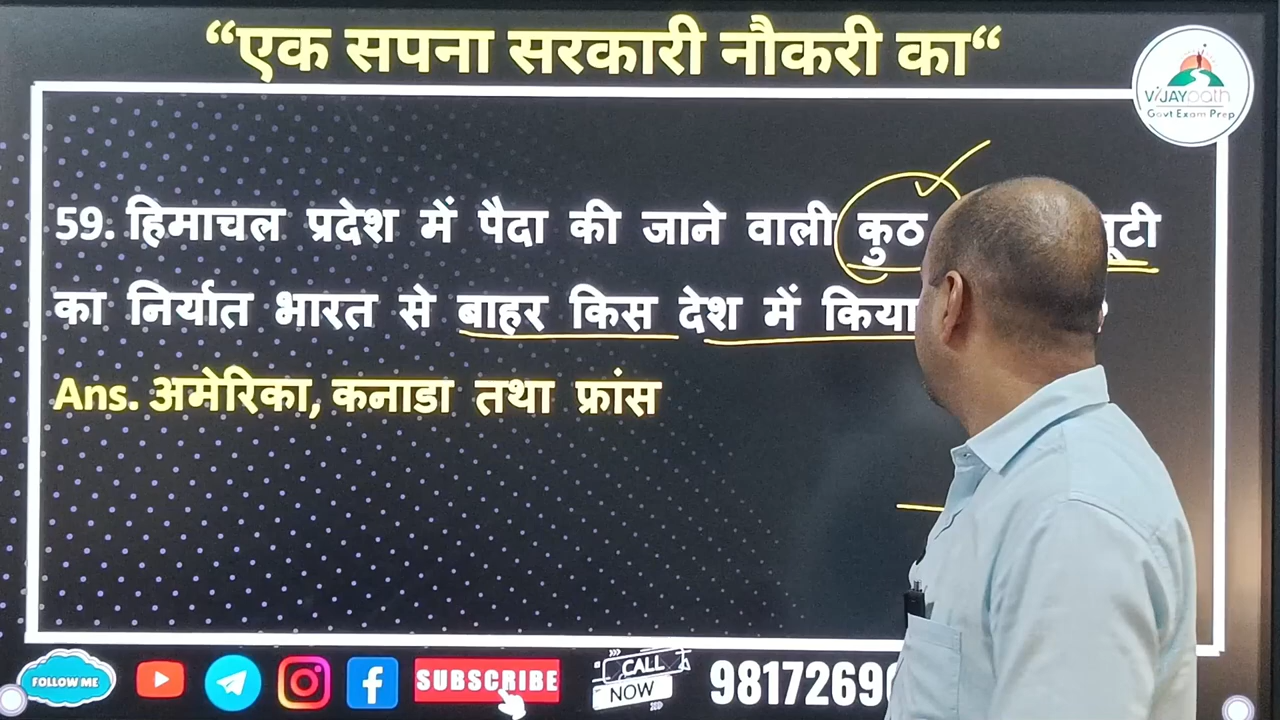 “एक सपना सरकारी नौकरी का“
VIJAYpath
Govt Exam Prep
59. हिमाचल प्रदेश में पैदा की जाने वाली कुठ
का निर्यात भारत से बाहर किस देश में किया
Ans. अमेरिका, कनाडा तथा फ्रांस
FOLLOW ME
SUBSCRIBE
CALL
NOW